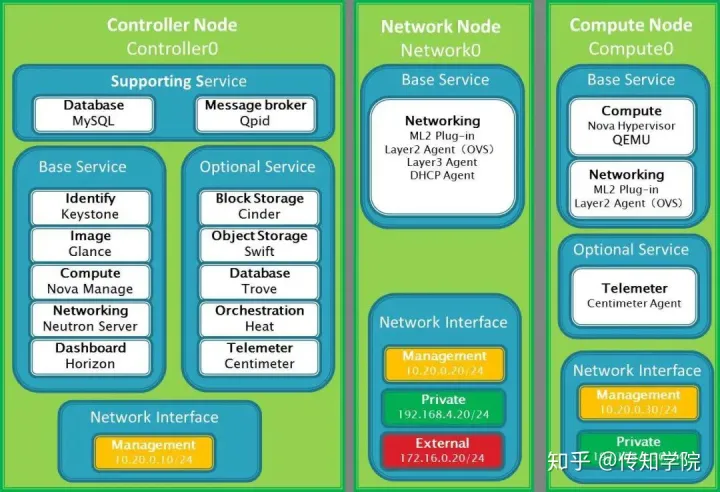 Controller Node
Controller0
Supporting Service
Database
MySQL
Message broker
Qpid
Base Service
Identify
Keystone
Image
Glance
Compute
Nova Manage
Networking
Neutron Server
Dashboard
Horizon
Optional Service
Block Storage
Cinder
Object Storage
Swift
Database
Trove
Orchestration
Heat
Telemeter
Centimeter
Network Interface
Management
10.20.0.10/24
Network Node
Network0
Base Service
Networking
ML2 Plug-in
Layer2 Agent（OVS）
Layer3 Agent
DHCP Agent
Network Interface
Management
10.20.0.20/24
Private
192.168.4.20/24
External
172.16.0.20/24
Compute Node
Compute0
Base Service
Compute
Nova Hypervisor
QEMU
Networking
ML2 Plug-in
Layer2 Agent（OVS）
Optional Service
Telemeter
Centimeter Agent
Network Interface
Management
10.20.0.30/24
Private
知乎 @传知学院